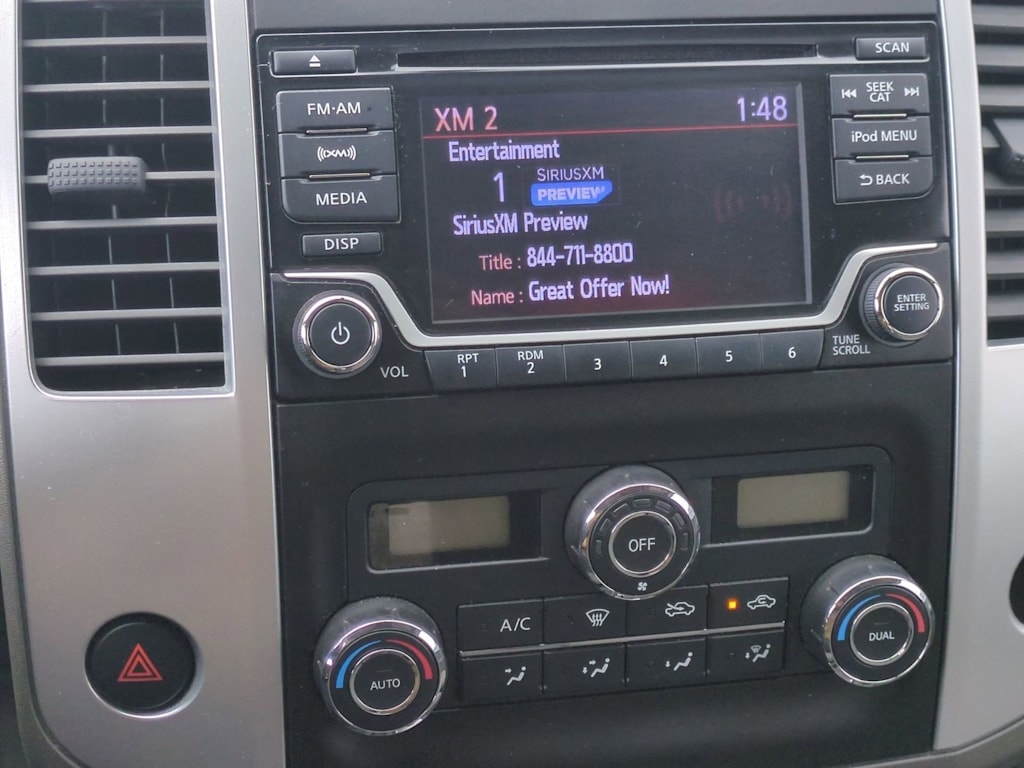 SCAN
FM·AM
XM
MEDIA
DISP
XM 2 1:48
Entertainment
1 SIRIUSXM
PREVIEW
SiriusXM Preview
Title : 844-711-8800
Name : Great Offer Now!
SEEK
CAT
iPod MENU
BACK
ENTER
SETTING
TUNE
SCROLL
VOL
RPT
1
RDM
2
3
4
5
6
OFF
A/C
AUTO
DUAL